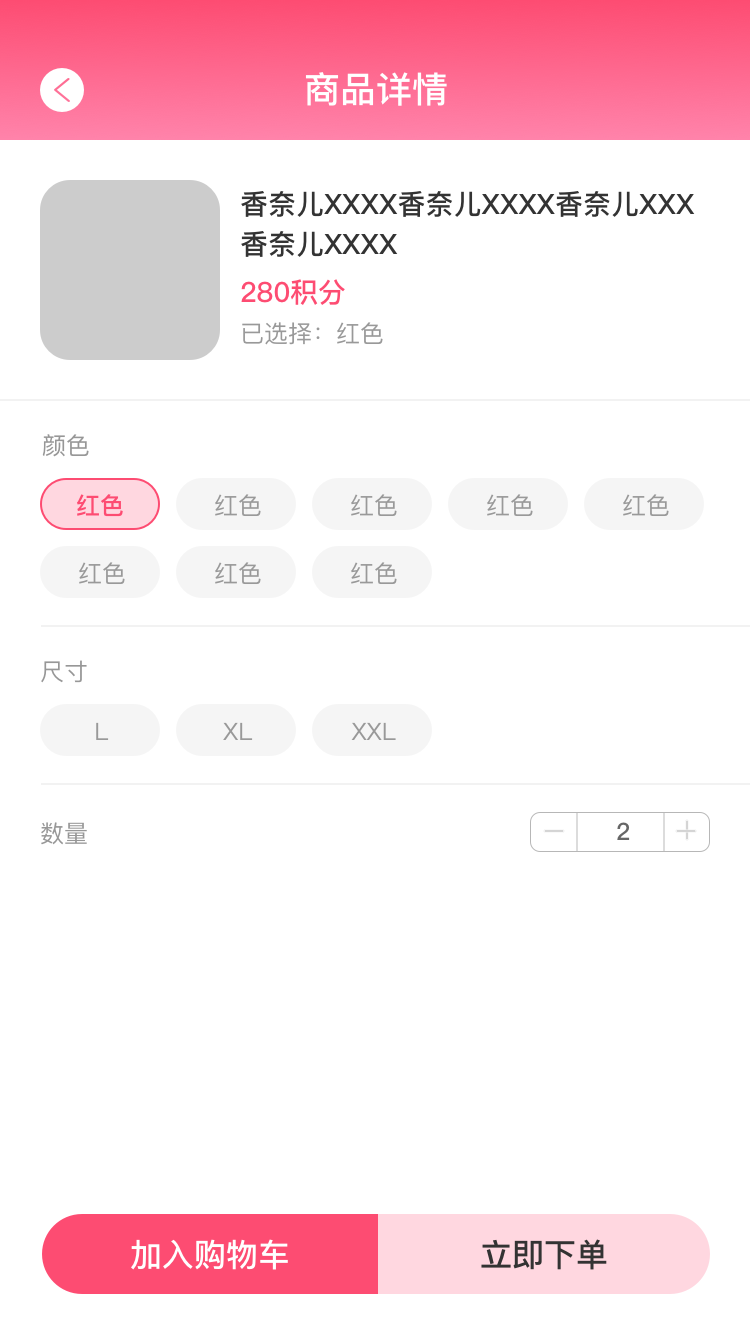 商品详情
香奈儿XXXX香奈儿XXXX香奈儿XXX
香奈儿XXXX
280积分
已选择：红色
颜色
红色 红色 红色 红色 红色
红色 红色 红色
尺寸
L XL XXL
数量 2
加入购物车 立即下单